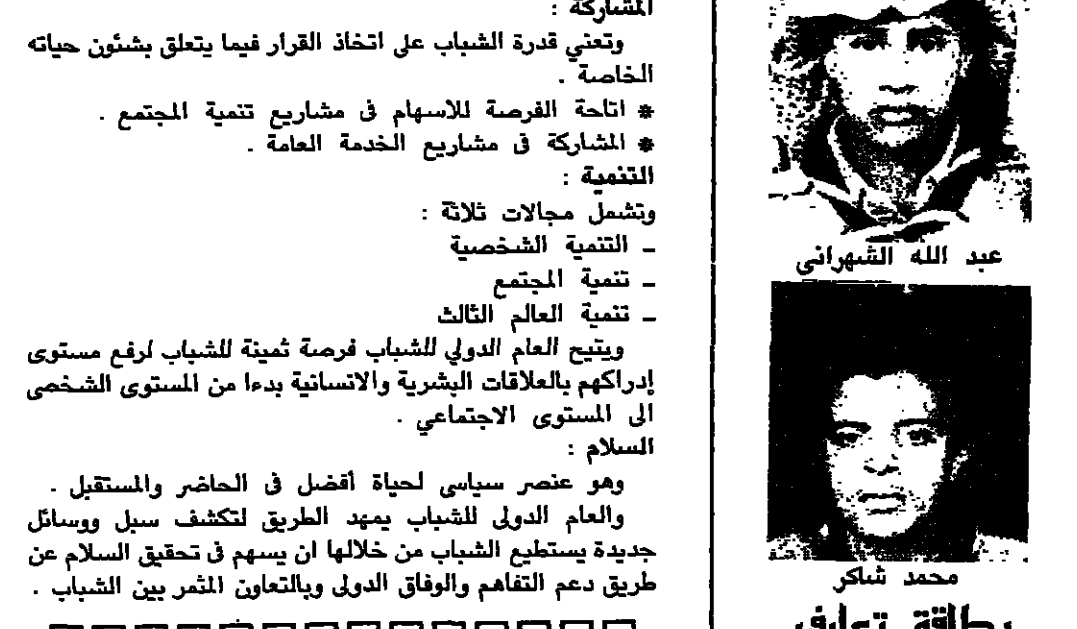 المشاركة :
وتعني قدرة الشباب على اتخاذ القرار فيما يتعلق بشئون حياته
الخاصة .
* اتاحة الفرصة للاسهام فى مشاريع تنمية المجتمع .
* المشاركة فى مشاريع الخدمة العامة .
التنمية :
وتشمل مجالات ثلاثة :
ـ التنمية الشخصية
ـ تنمية المجتمع
ـ تنمية العالم الثالث
ويتيح العام الدولي للشباب فرصة ثمينة للشباب لرفع مستوى
إدراكهم بالعلاقات البشرية والانسانية بدءا من المستوى الشخصى
الى المستوى الاجتماعي .
السلام :
وهو عنصر سياسى لحياة أفضل فى الحاضر والمستقبل .
والعام الدولى للشباب يمهد الطريق لتكشف سبل ووسائل
جديدة يستطيع الشباب من خلالها ان يسهم فى تحقيق السلام عن
طريق دعم التفاهم والوفاق الدولى وبالتعاون المثمر بين الشباب .
عبد الله الشهرانى
محمد شاكر
بطاقة تعارف